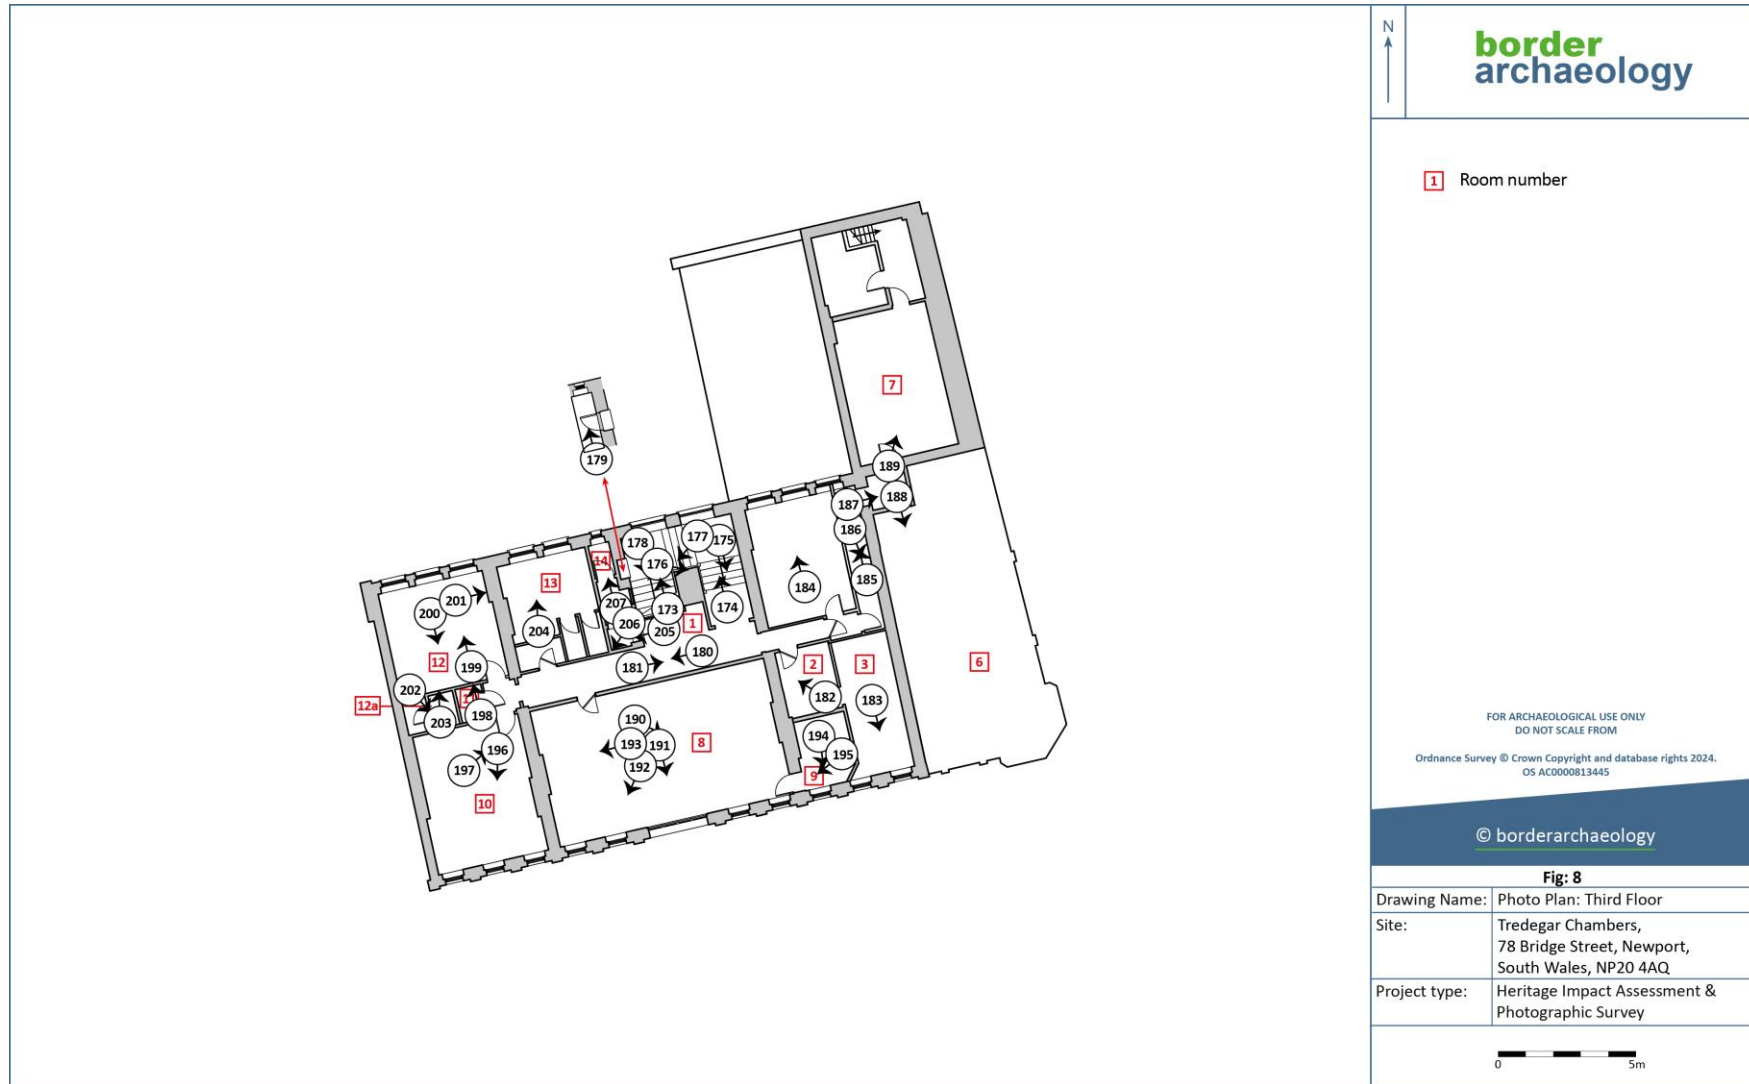 N
border
archaeology
1 Room number
179
7
189
187
188
178
177
175
186
14
176
13
184
185
201
200
207
173
174
204
206
205
1
180
12
199
181
2
3
6
202
12a
182
203
198
183
190
194
196
193
191
8
195
197
192
9
10
FOR ARCHAEOLOGICAL USE ONLY
DO NOT SCALE FROM
Ordnance Survey © Crown Copyright and database rights 2024.
OS AC0000813445
© borderarchaeology
Fig: 8
Drawing Name: Photo Plan: Third Floor
Site: Tredegar Chambers,
78 Bridge Street, Newport,
South Wales, NP20 4AQ
Project type: Heritage Impact Assessment &
Photographic Survey
0 5m